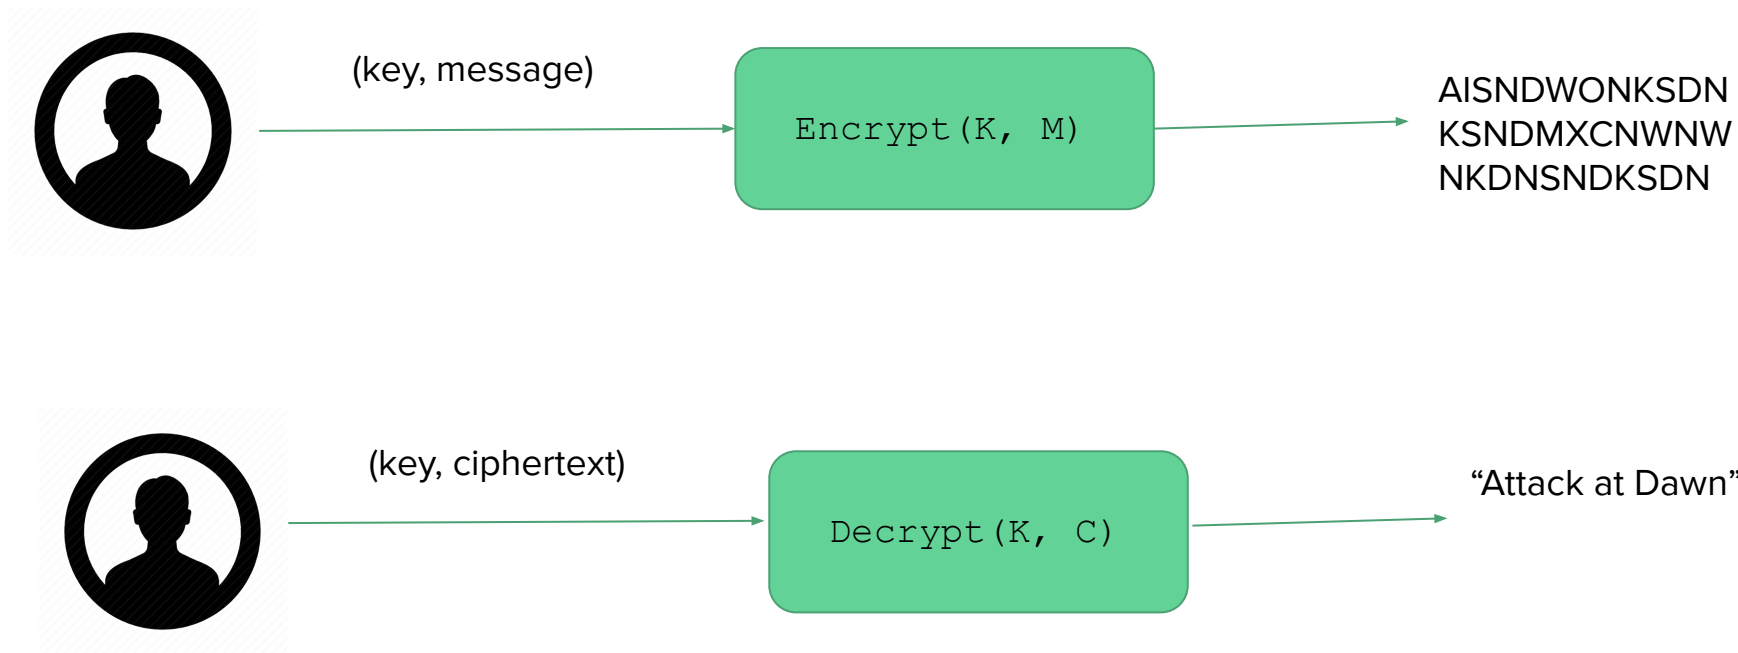 (key, message)
Encrypt(K, M)
AISNDWONKSDN
KSNDMXCNWNW
NKDNSNDKSDN
(key, ciphertext)
Decrypt(K, C)
“Attack at Dawn”